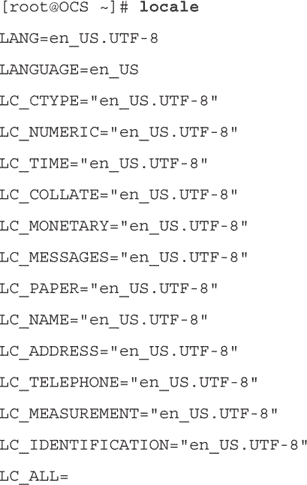 [root@OCS ~]# locale
LANG=en_US.UTF-8
LANGUAGE=en_US
LC_CTYPE="en_US.UTF-8"
LC_NUMERIC="en_US.UTF-8"
LC_TIME="en_US.UTF-8"
LC_COLLATE="en_US.UTF-8"
LC_MONETARY="en_US.UTF-8"
LC_MESSAGES="en_US.UTF-8"
LC_PAPER="en_US.UTF-8"
LC_NAME="en_US.UTF-8"
LC_ADDRESS="en_US.UTF-8"
LC_TELEPHONE="en_US.UTF-8"
LC_MEASUREMENT="en_US.UTF-8"
LC_IDENTIFICATION="en_US.UTF-8"
LC_ALL=